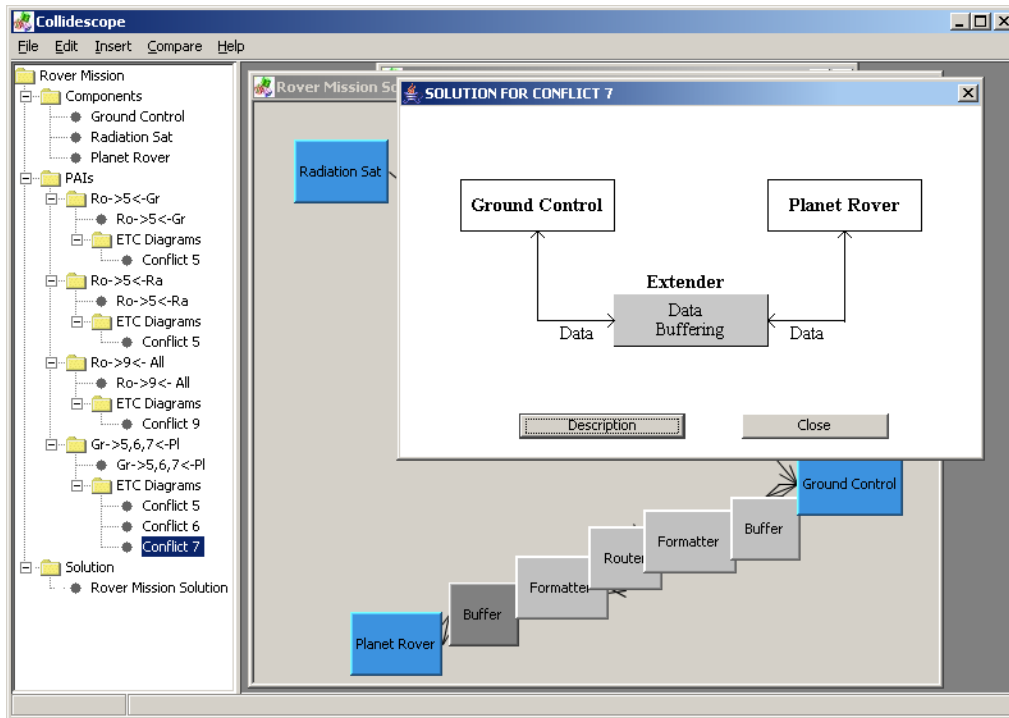 Collidescope
File Edit Insert Compare Help
Rover Mission
Components
Ground Control
Radiation Sat
Planet Rover
PAIs
Ro->5<-Gr
Ro->5<-Gr
ETC Diagrams
Conflict 5
Ro->5<-Ra
Ro->5<-Ra
ETC Diagrams
Conflict 5
Ro->9<- All
Ro->9<- All
ETC Diagrams
Conflict 9
Gr->5,6,7<-Pl
Gr->5,6,7<-Pl
ETC Diagrams
Conflict 5
Conflict 6
Conflict 7
Solution
Rover Mission Solution
Rover Mission So
Radiation Sat
SOLUTION FOR CONFLICT 7
Ground Control
Planet Rover
Extender
Data
Buffering
Data
Data
Description
Close
Ground Control
Buffer
Formatter
Router
Formatter
Buffer
Planet Rover